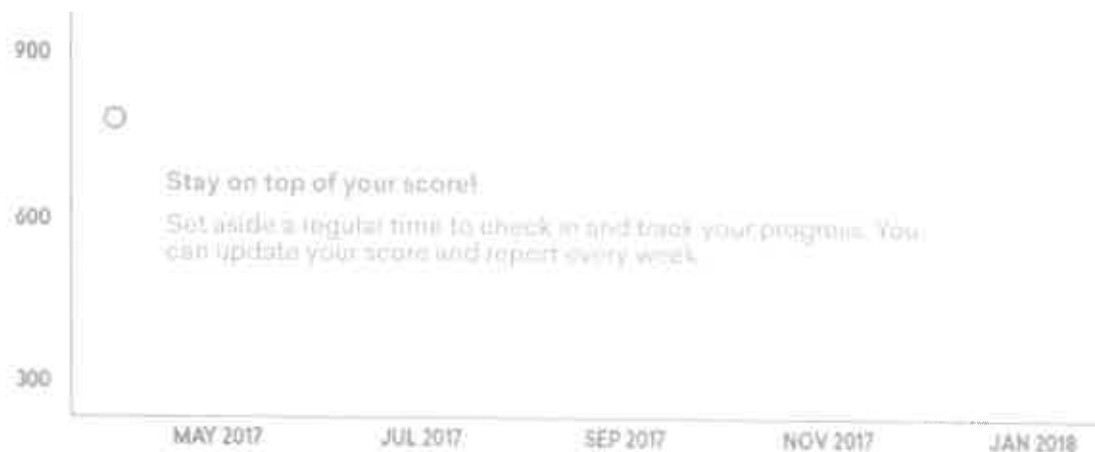 900
Stay on top of your score!
600
Set aside a regular time to check in and track your progress. You
can update your score and report every week.
300
MAY 2017 JUL 2017 SEP 2017 NOV 2017 JAN 2018